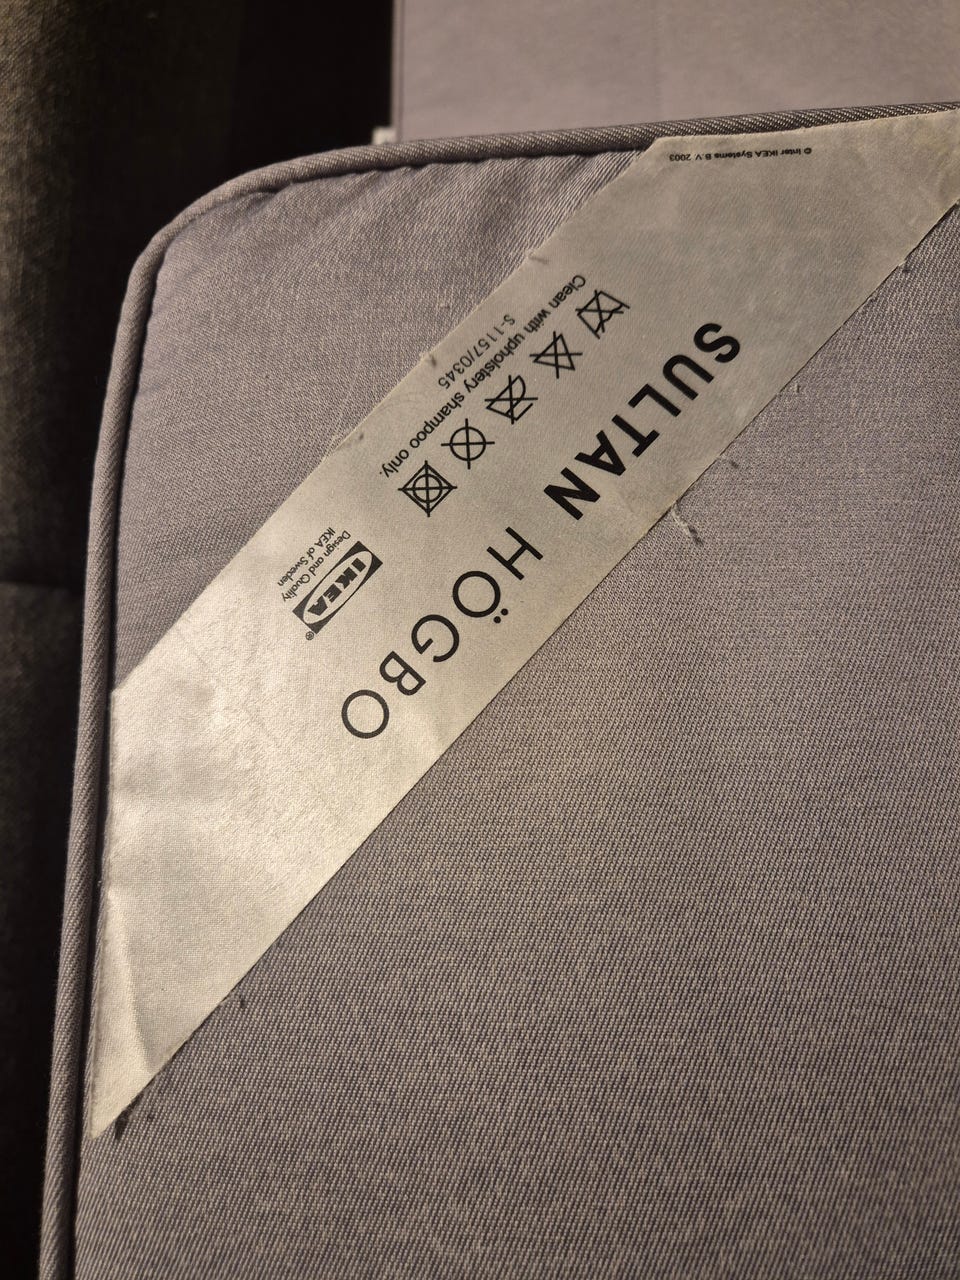 SULTAN HÖGBO
Clean with upholstery shampoo only.
S-1157/0345
IKEA®
Design and Quality
IKEA of Sweden
© Inter IKEA Systems B.V. 2003